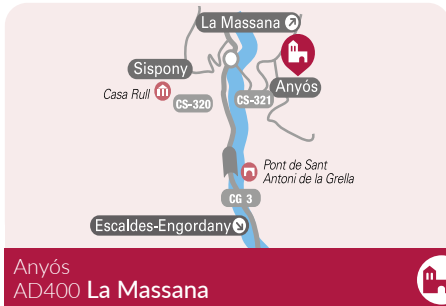 La Massana
Sispony
Anyós
Casa Rull
CS-320
CS-321
Pont de Sant
Antoni de la Grella
CG 3
Escaldes-Engordany
Anyós
AD400 La Massana